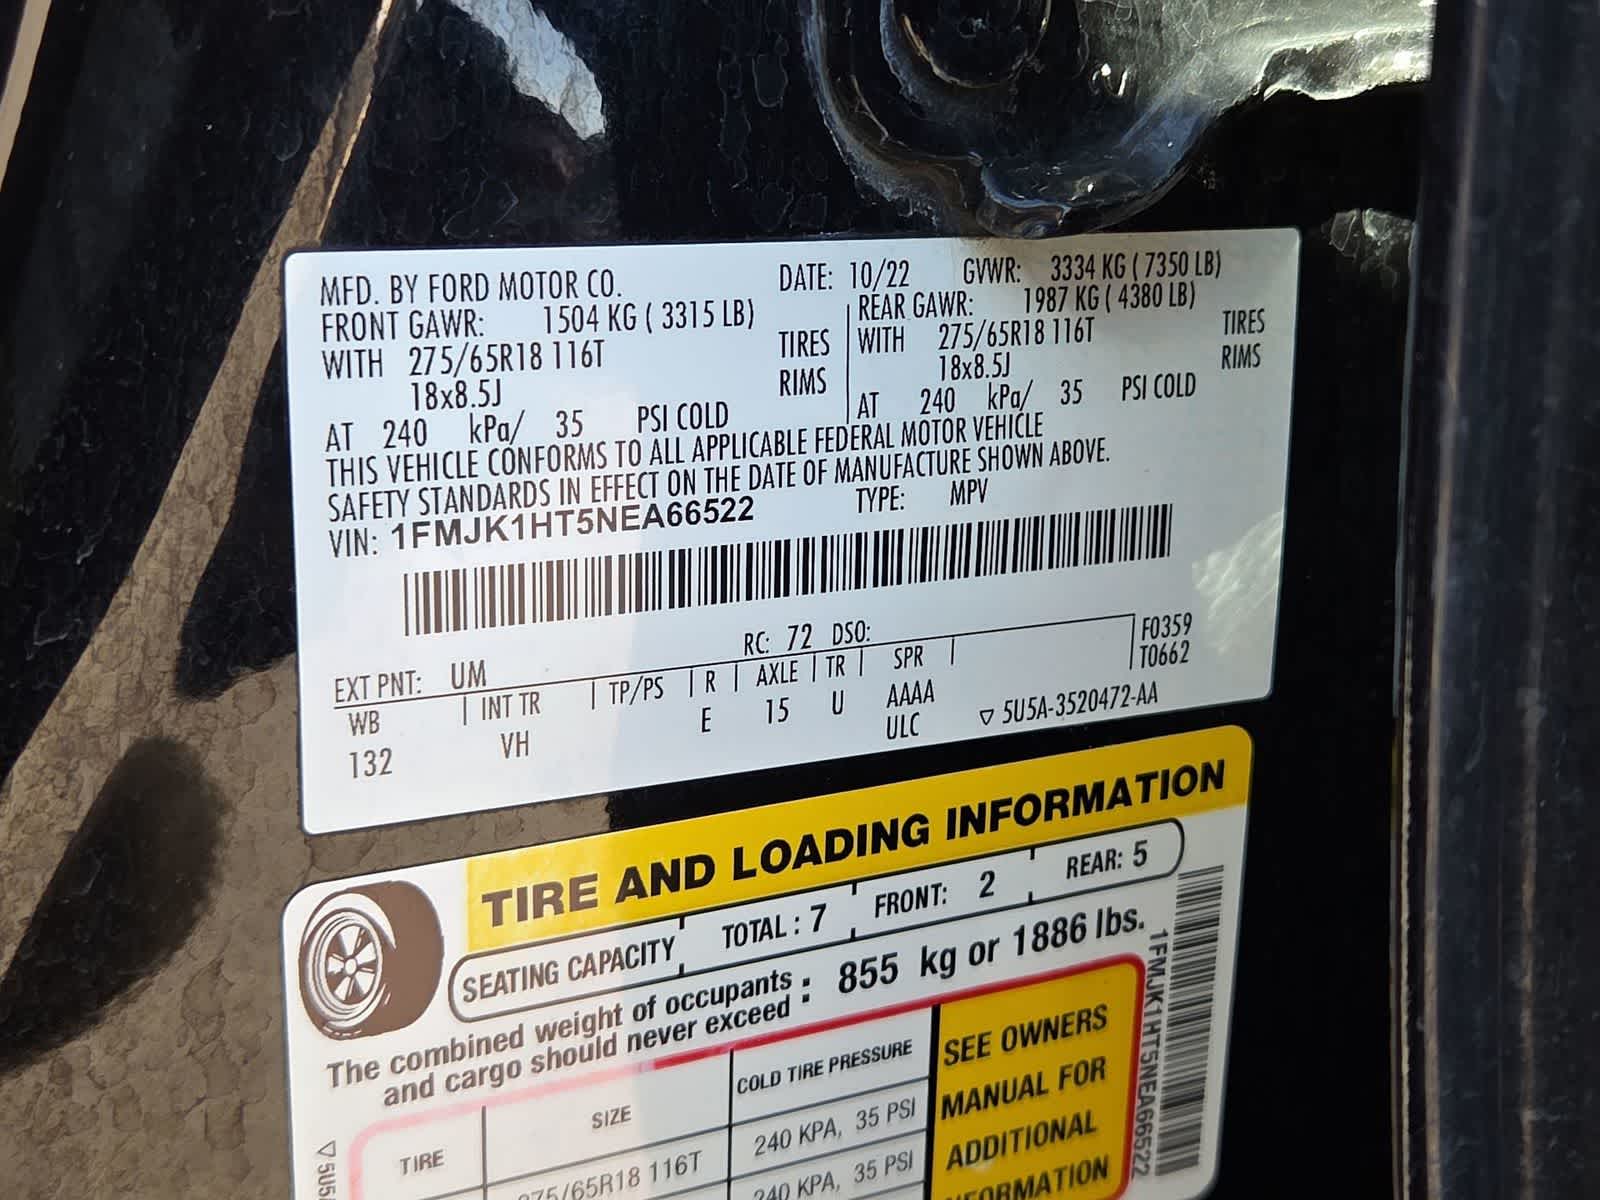 MFD. BY FORD MOTOR CO. DATE: 10/22 GVWR: 3334 KG ( 7350 LB)
FRONT GAWR: 1504 KG ( 3315 LB) REAR GAWR: 1987 KG ( 4380 LB)
WITH 275/65R18 116T TIRES WITH 275/65R18 116T TIRES
18x8.5J RIMS 18x8.5J RIMS
AT 240 kPa/ 35 PSI COLD AT 240 kPa/ 35 PSI COLD
THIS VEHICLE CONFORMS TO ALL APPLICABLE FEDERAL MOTOR VEHICLE
SAFETY STANDARDS IN EFFECT ON THE DATE OF MANUFACTURE SHOWN ABOVE.
VIN: 1FMJK1HT5NEA66522 TYPE: MPV
EXT PNT: UM RC: 72 DSO: F0359
WB INT TR TP/PS R AXLE TR SPR T0662
132 VH E 15 U AAAA
ULC 5U5A-3520472-AA
TIRE AND LOADING INFORMATION
SEATING CAPACITY TOTAL : 7 FRONT: 2 REAR: 5
The combined weight of occupants
and cargo should never exceed : 855 kg or 1886 lbs.
TIRE SIZE COLD TIRE PRESSURE
275/65R18 116T 240 KPA, 35 PSI
240 KPA, 35 PSI
SEE OWNERS
MANUAL FOR
ADDITIONAL
INFORMATION
1FMJK1HT5NEA66522
5U5